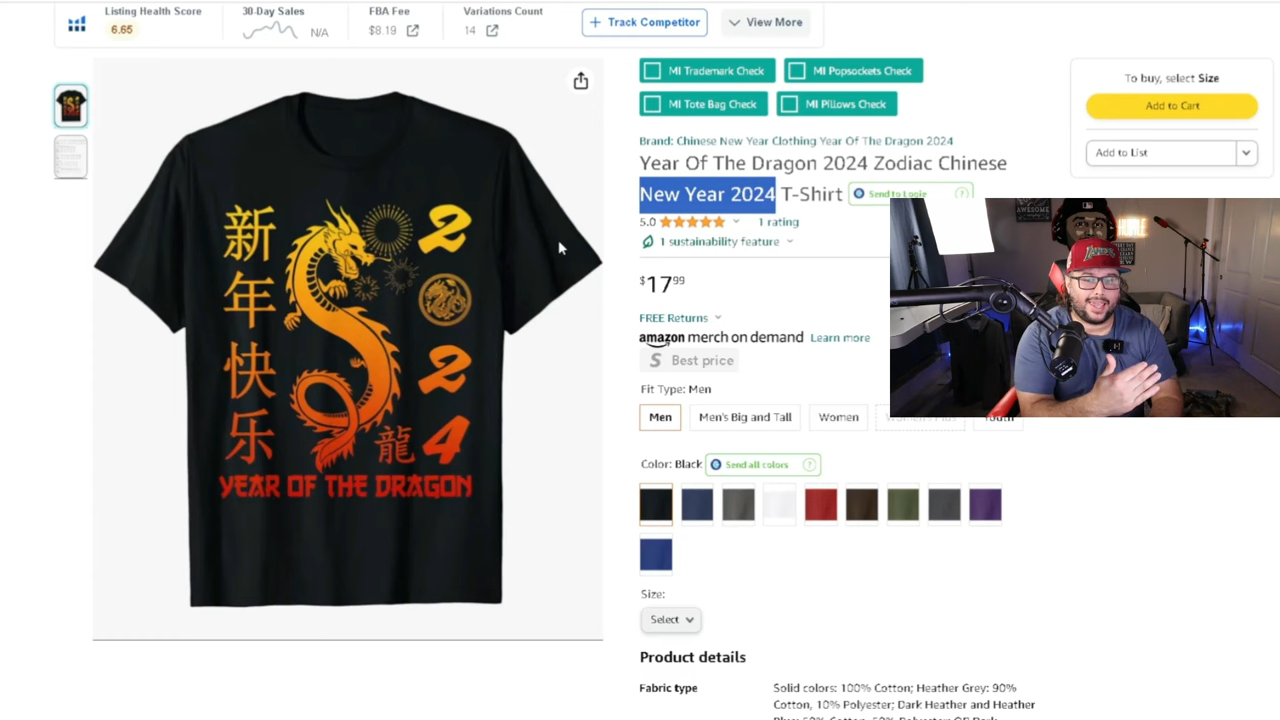 Listing Health Score
6.65
30-Day Sales
N/A
FBA Fee
$8.19
Variations Count
14
+ Track Competitor
View More
MI Trademark Check
MI Popsockets Check
MI Tote Bag Check
MI Pillows Check
To buy, select Size
Add to Cart
Add to List
Brand: Chinese New Year Clothing Year Of The Dragon 2024
Year Of The Dragon 2024 Zodiac Chinese
New Year 2024 T-Shirt
Send to Logie
5.0
1 rating
1 sustainability feature
$17.99
FREE Returns
amazon merch on demand Learn more
S Best price
Fit Type: Men
Men
Men's Big and Tall
Women
Youth
Color: Black
Send all colors
Size:
Select
Product details
Fabric type
Solid colors: 100% Cotton; Heather Grey: 90%
Cotton, 10% Polyester; Dark Heather and Heather
新年快乐
2
2
4
龍
YEAR OF THE DRAGON
AWESOME